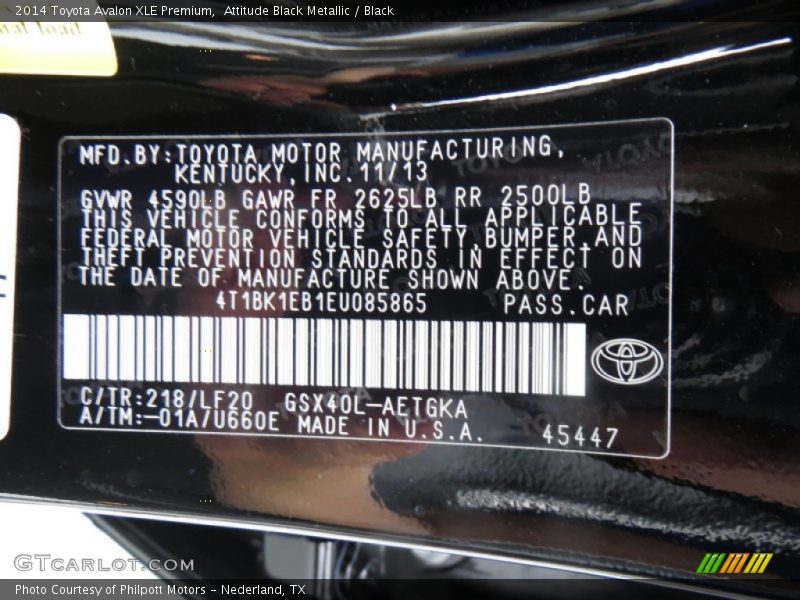 2014 Toyota Avalon XLE Premium,  Attitude Black Metallic / Black
MFD.BY:TOYOTA MOTOR MANUFACTURING,
KENTUCKY,INC.11/13
GVWR 4590LB GAWR FR 2625LB RR 2500LB
THIS VEHICLE CONFORMS TO ALL APPLICABLE
FEDERAL MOTOR VEHICLE SAFETY,BUMPER,AND
THEFT PREVENTION STANDARDS IN EFFECT ON
THE DATE OF MANUFACTURE SHOWN ABOVE.
4T1BK1EB1EU085865 PASS.CAR
C/TR:218/LF20 GSX40L-AETGKA
A/TM:-01A/U660E MADE IN U.S.A. 45447
GTcarlot.com
Photo Courtesy of Philpott Motors - Nederland, TX